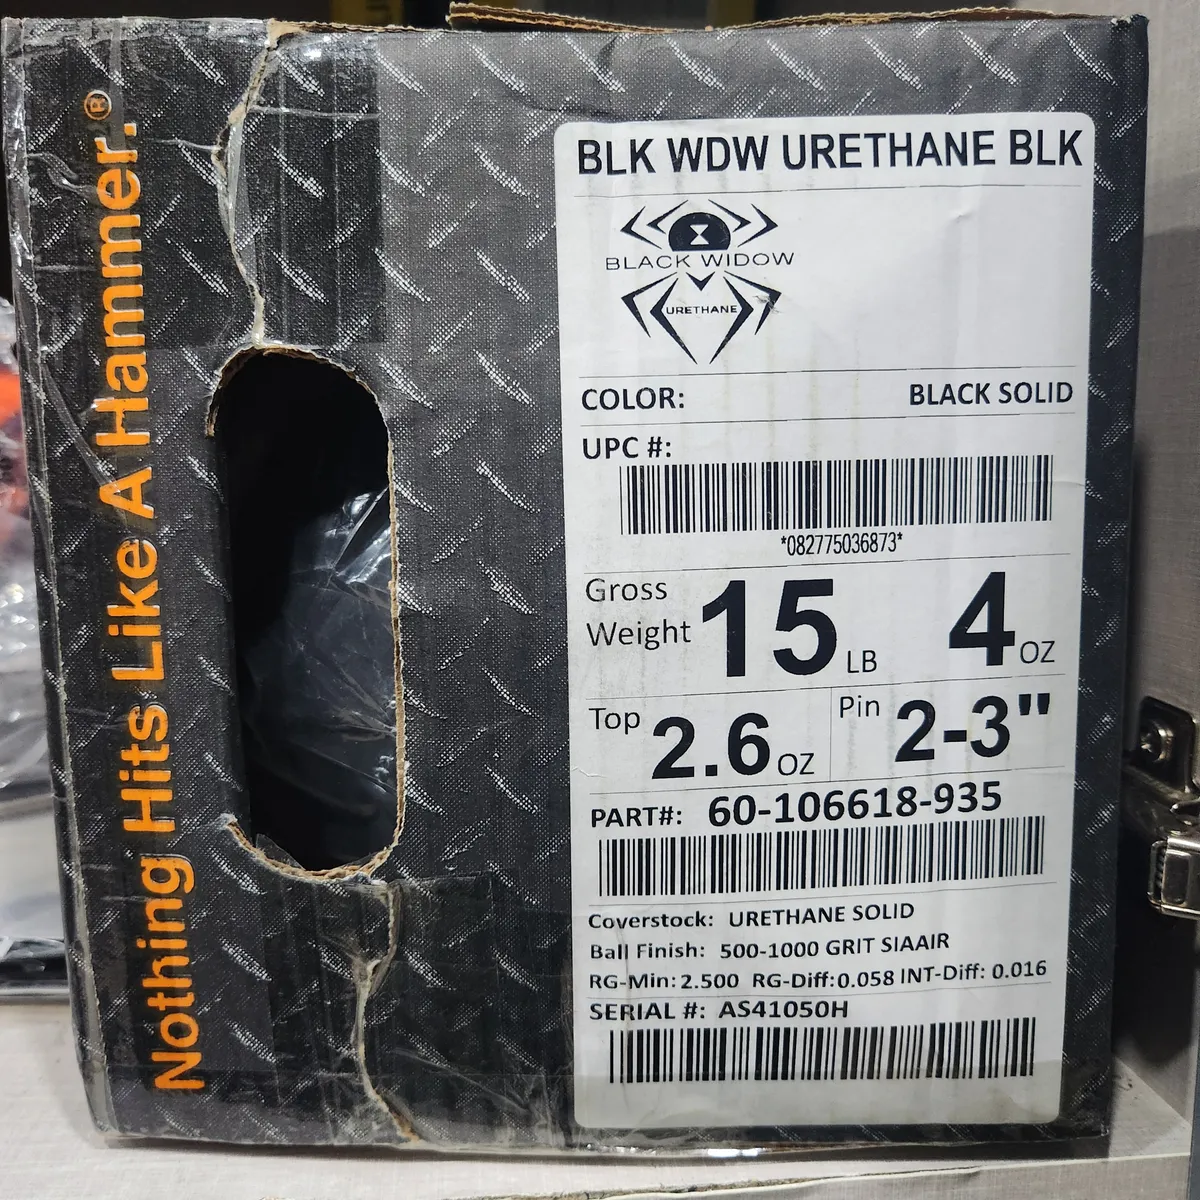 Nothing Hits Like A Hammer.®
BLK WDW URETHANE BLK
BLACK WIDOW
URETHANE
COLOR: BLACK SOLID
UPC #:
*082775036873*
Gross Weight 15 LB 4 OZ
Top 2.6 OZ Pin 2-3"
PART#: 60-106618-935
Coverstock: URETHANE SOLID
Ball Finish: 500-1000 GRIT SIAAIR
RG-Min: 2.500 RG-Diff: 0.058 INT-Diff: 0.016
SERIAL #: AS41050H